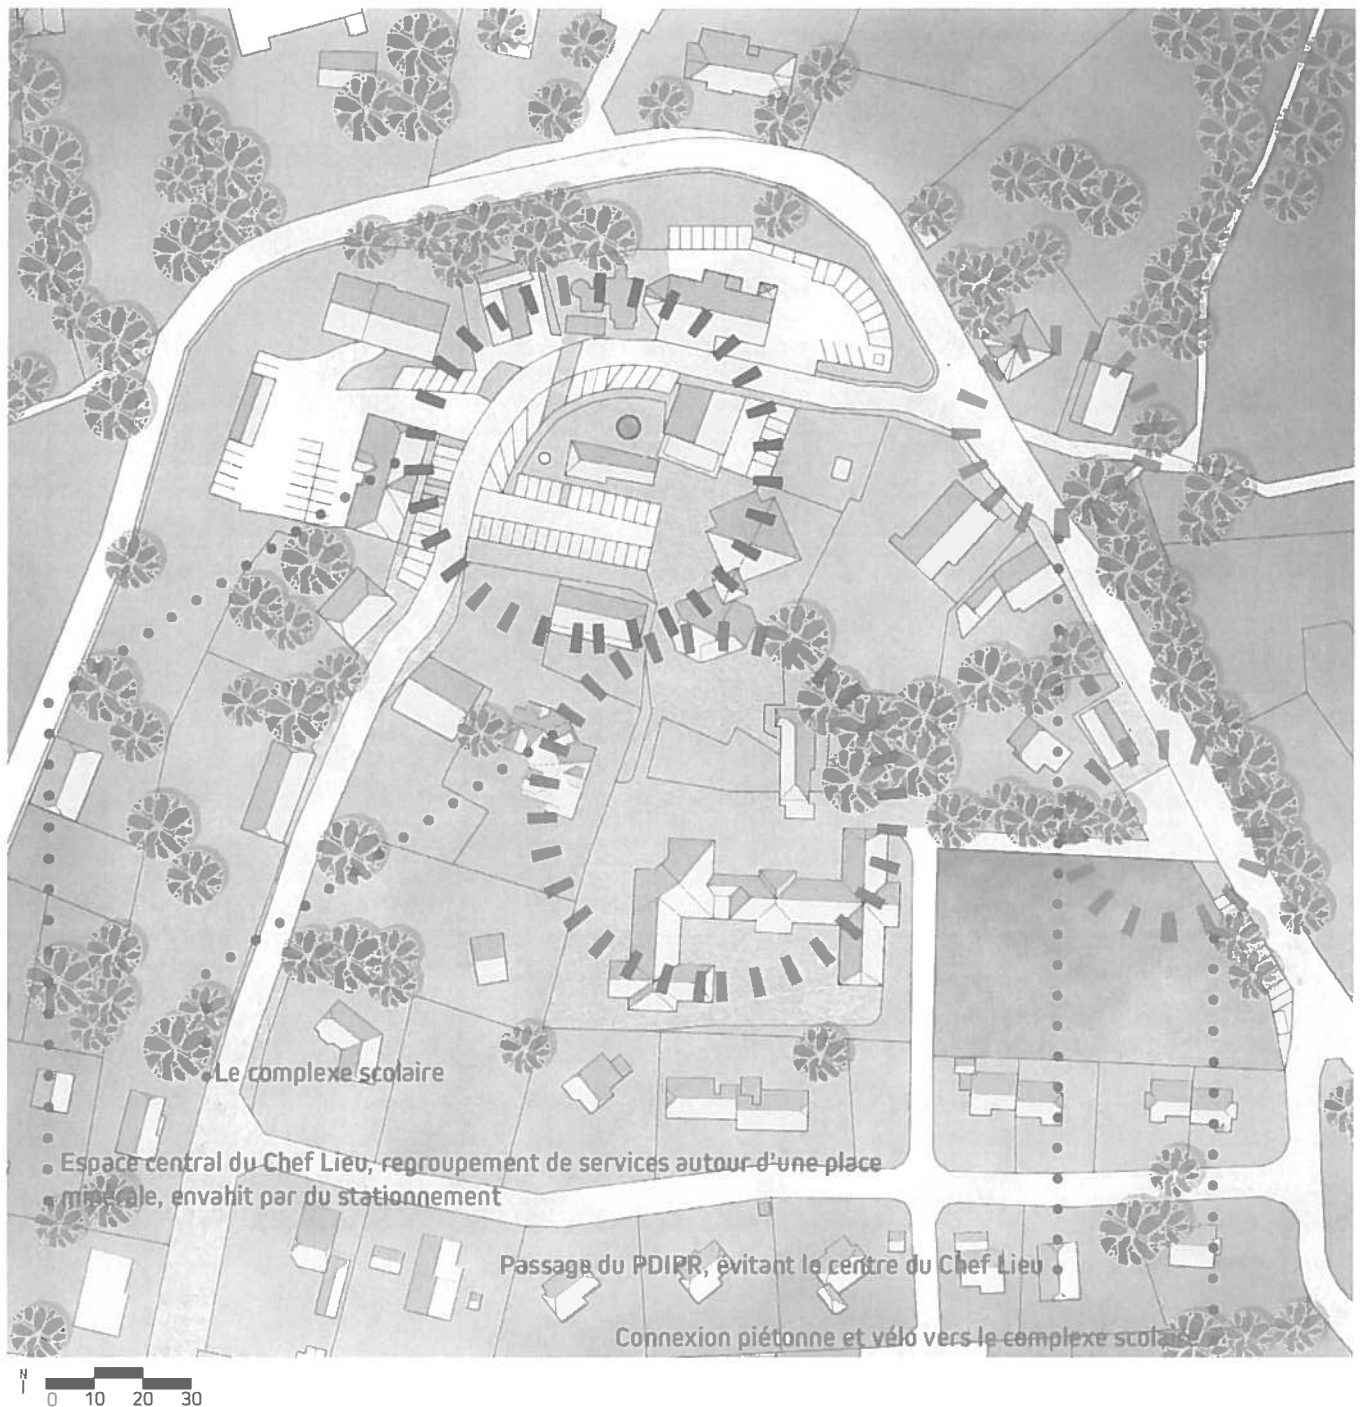 Le complexe scolaire
Espace central du Chef Lieu, regroupement de services autour d'une place
minérale, envahit par du stationnement
Passage du PDIPR, évitant le centre du Chef Lieu
Connexion piétonne et vélo vers le complexe scolaire
N
0 10 20 30